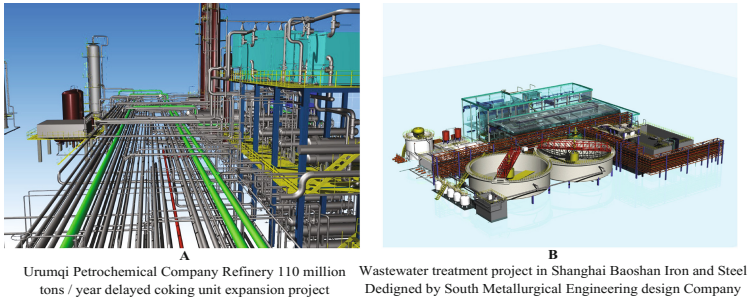 A
Urumqi Petrochemical Company Refinery 110 million
tons / year delayed coking unit expansion project
B
Wastewater treatment project in Shanghai Baoshan Iron and Steel
Dedigned by South Metallurgical Engineering design Company